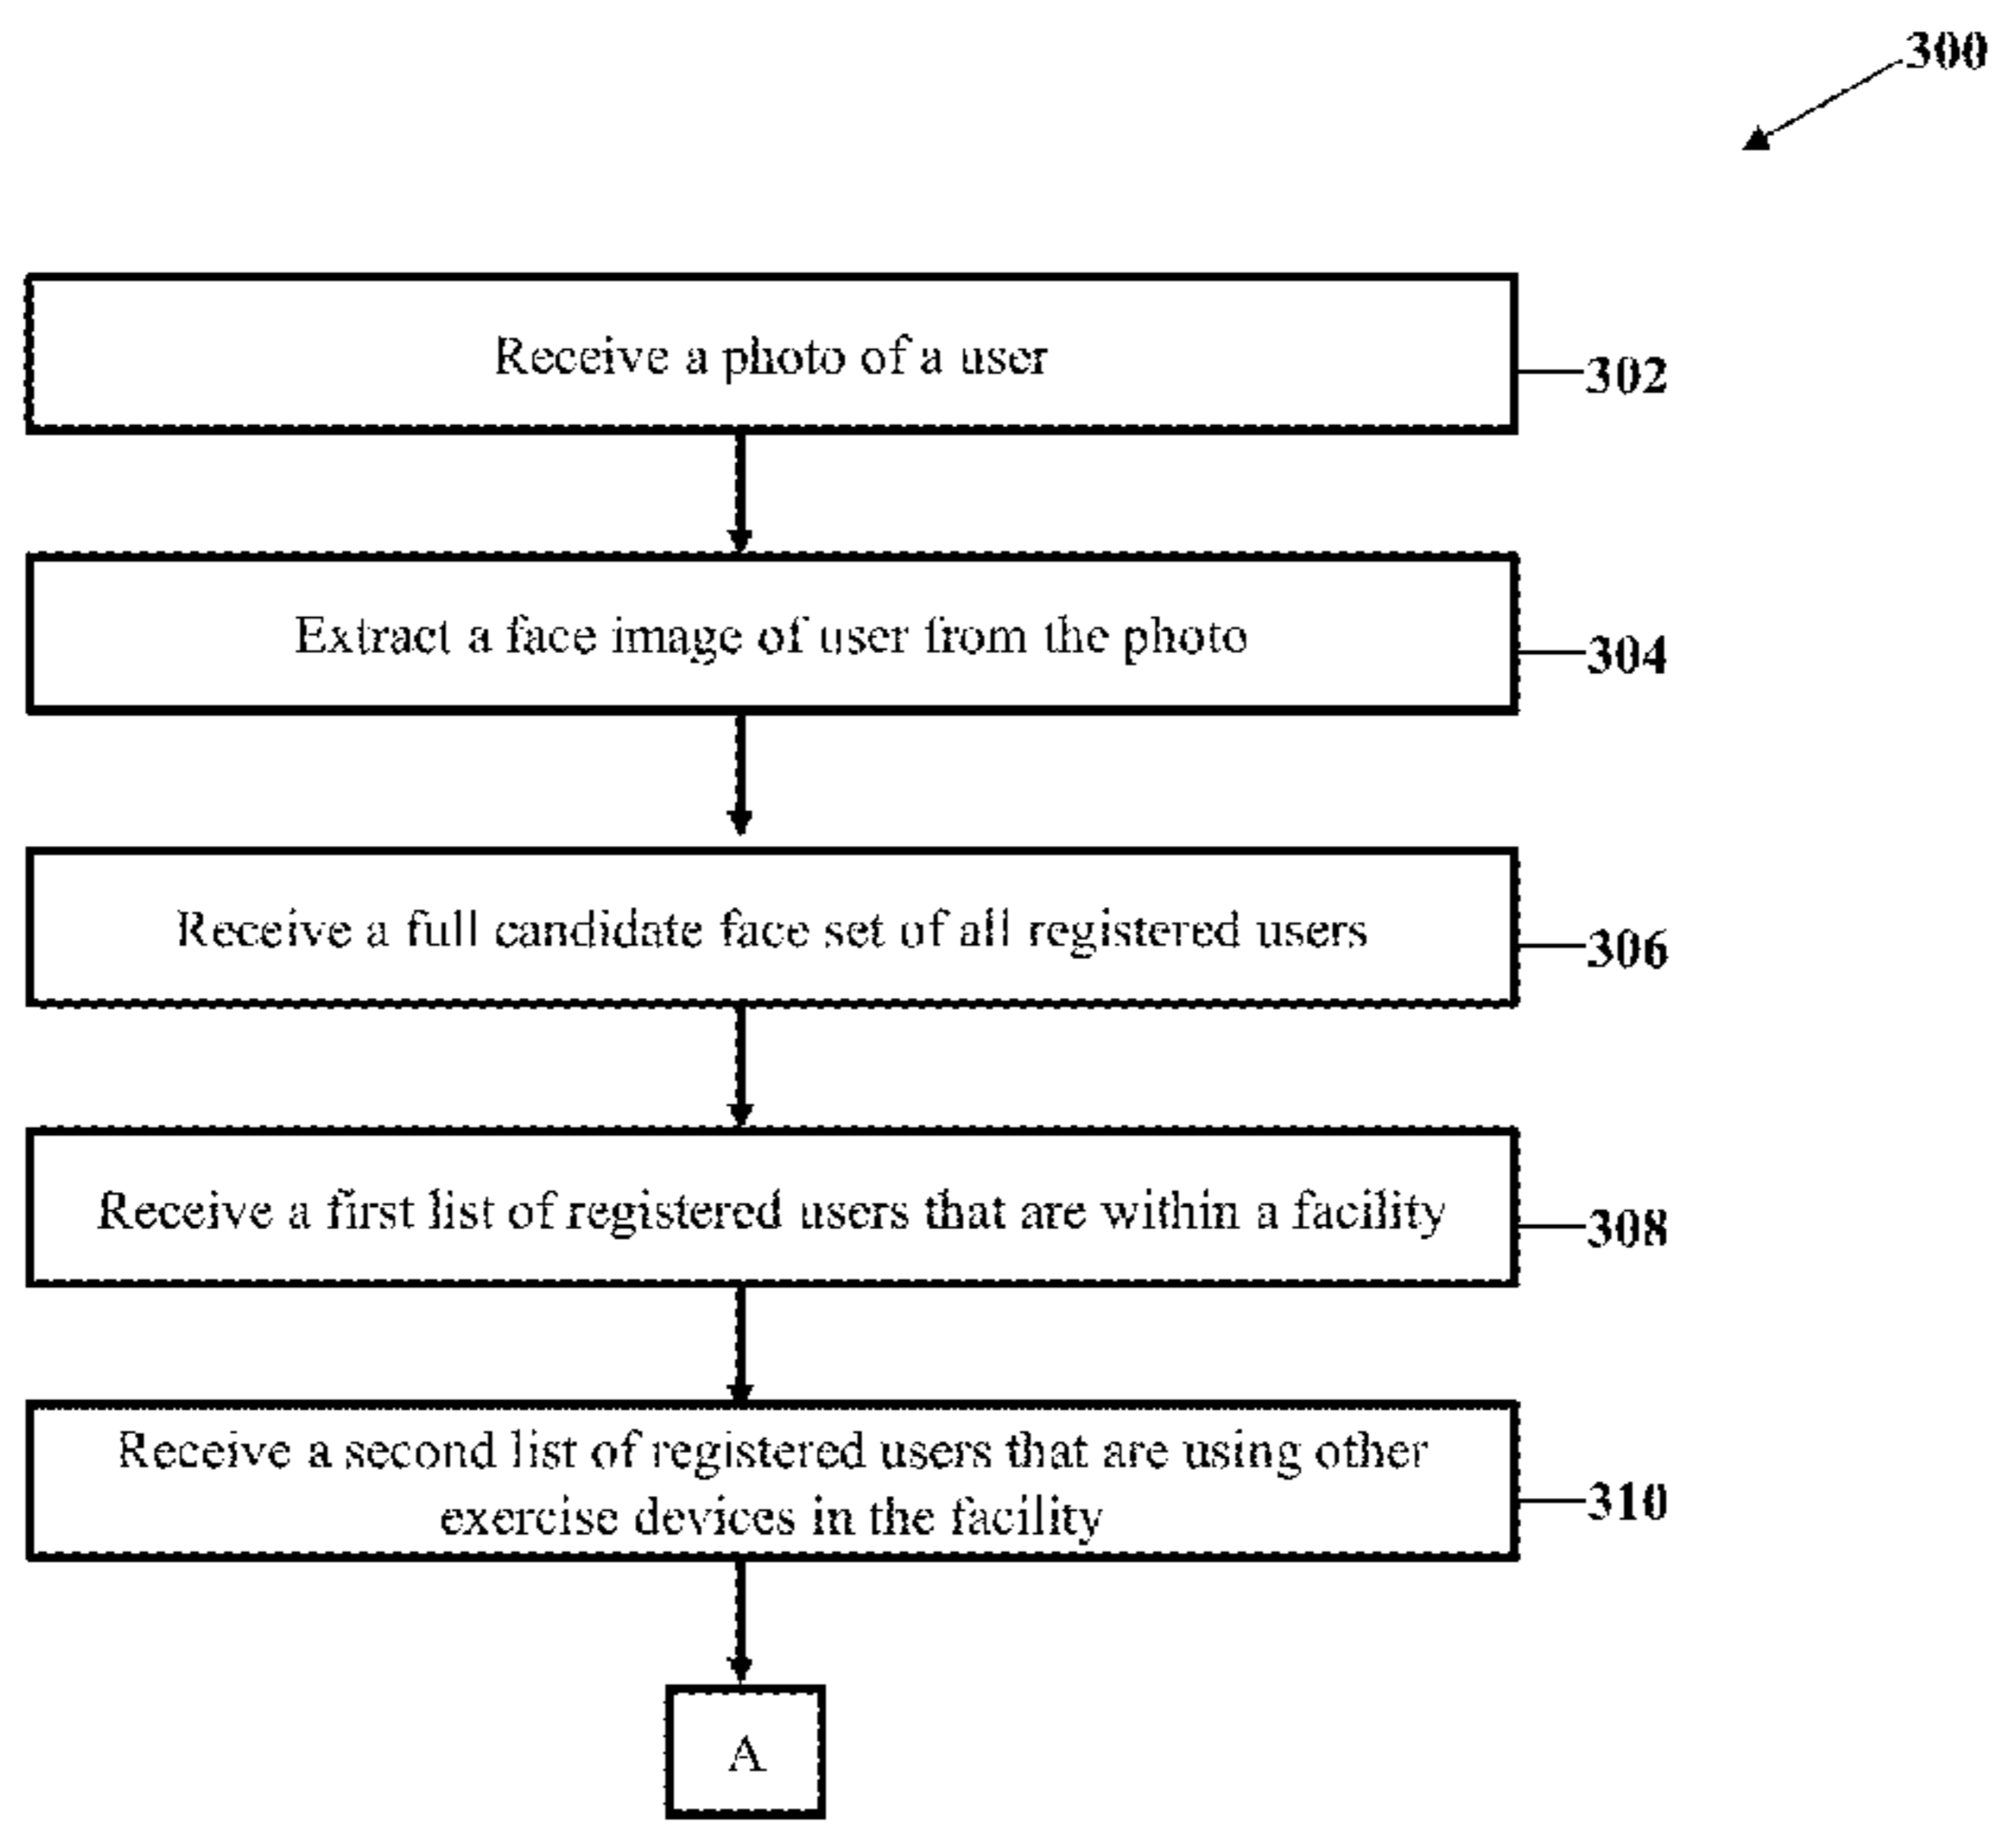 300
Receive a photo of a user
302
Extract a face image of user from the photo
304
Receive a full candidate face set of all registered users
306
Receive a first list of registered users that are within a facility
308
Receive a second list of registered users that are using other
exercise devices in the facility
310
A